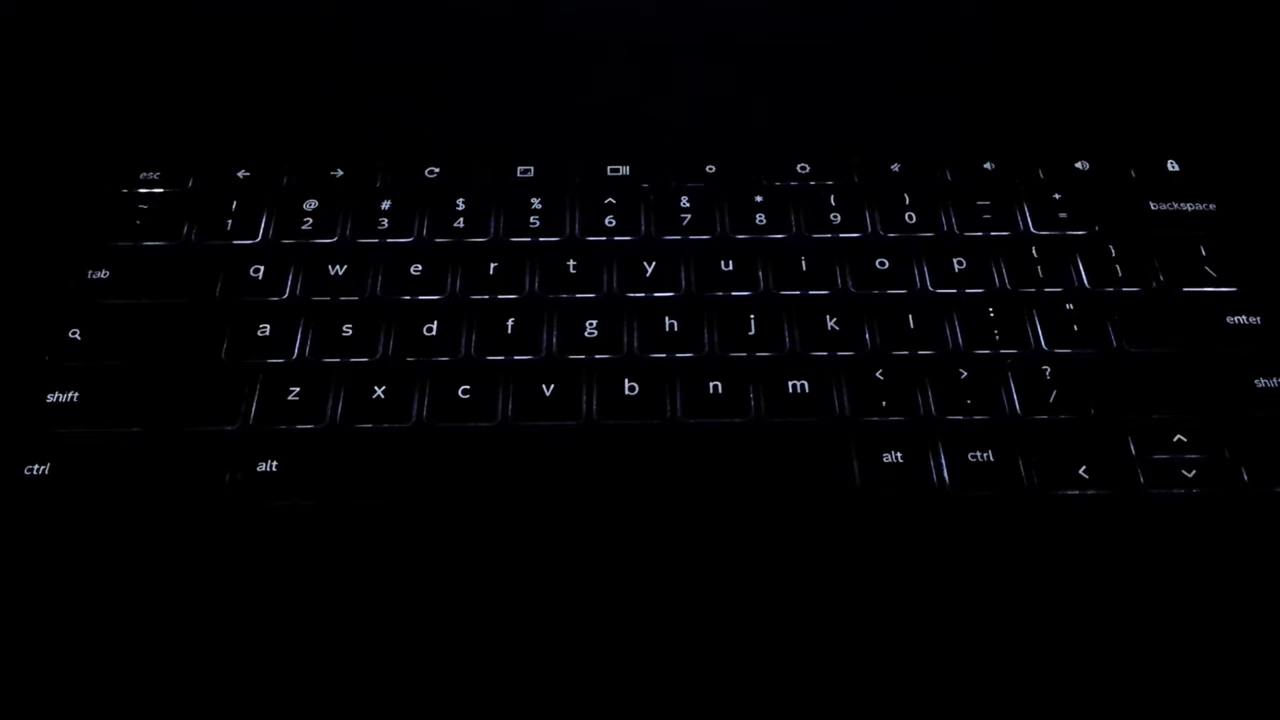 esc ← →
~ ! @ # $ % ^ & * ( ) _ +
` 1 2 3 4 5 6 7 8 9 0 - = backspace
tab q w e r t y u i o p { [ } ] | \
a s d f g h j k l : ; " ' enter
shift z x c v b n m < , > . ? / shif
ctrl alt alt ctrl < ^ v